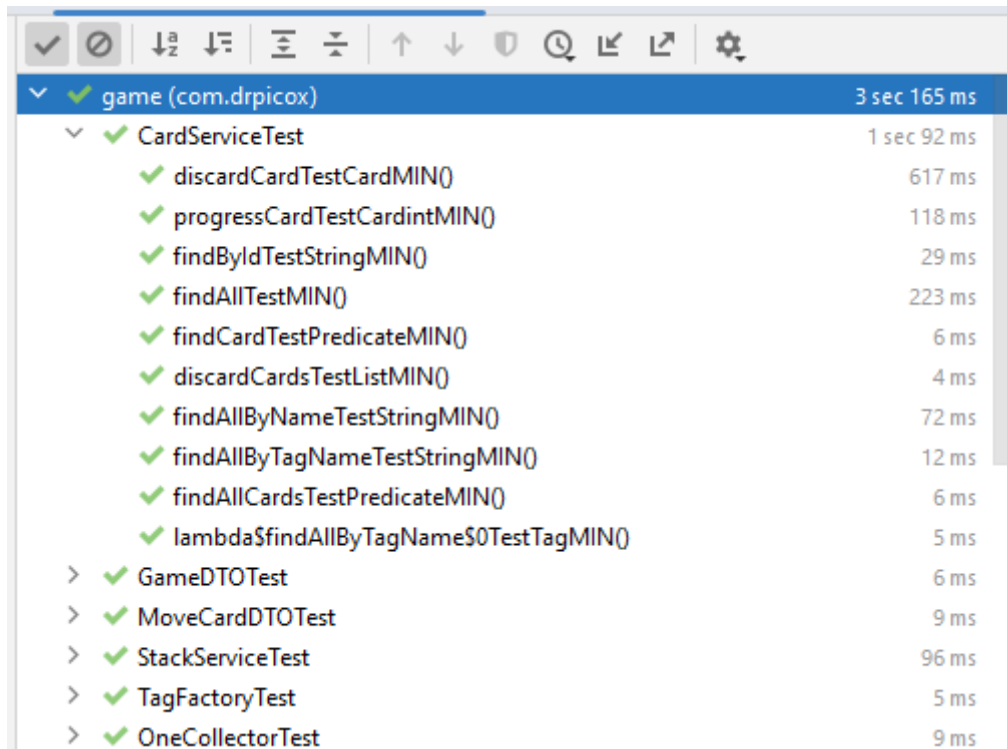 game (com.drpicox) 3 sec 165 ms
CardServiceTest 1 sec 92 ms
discardCardTestCardMIN() 617 ms
progressCardTestCardintMIN() 118 ms
findByIdTestStringMIN() 29 ms
findAllTestMIN() 223 ms
findCardTestPredicateMIN() 6 ms
discardCardsTestListMIN() 4 ms
findAllByNameTestStringMIN() 72 ms
findAllByTagNameTestStringMIN() 12 ms
findAllCardsTestPredicateMIN() 6 ms
lambda$findAllByTagName$0TestTagMIN() 5 ms
GameDTOTest 6 ms
MoveCardDTOTest 9 ms
StackServiceTest 96 ms
TagFactoryTest 5 ms
OneCollectorTest 9 ms